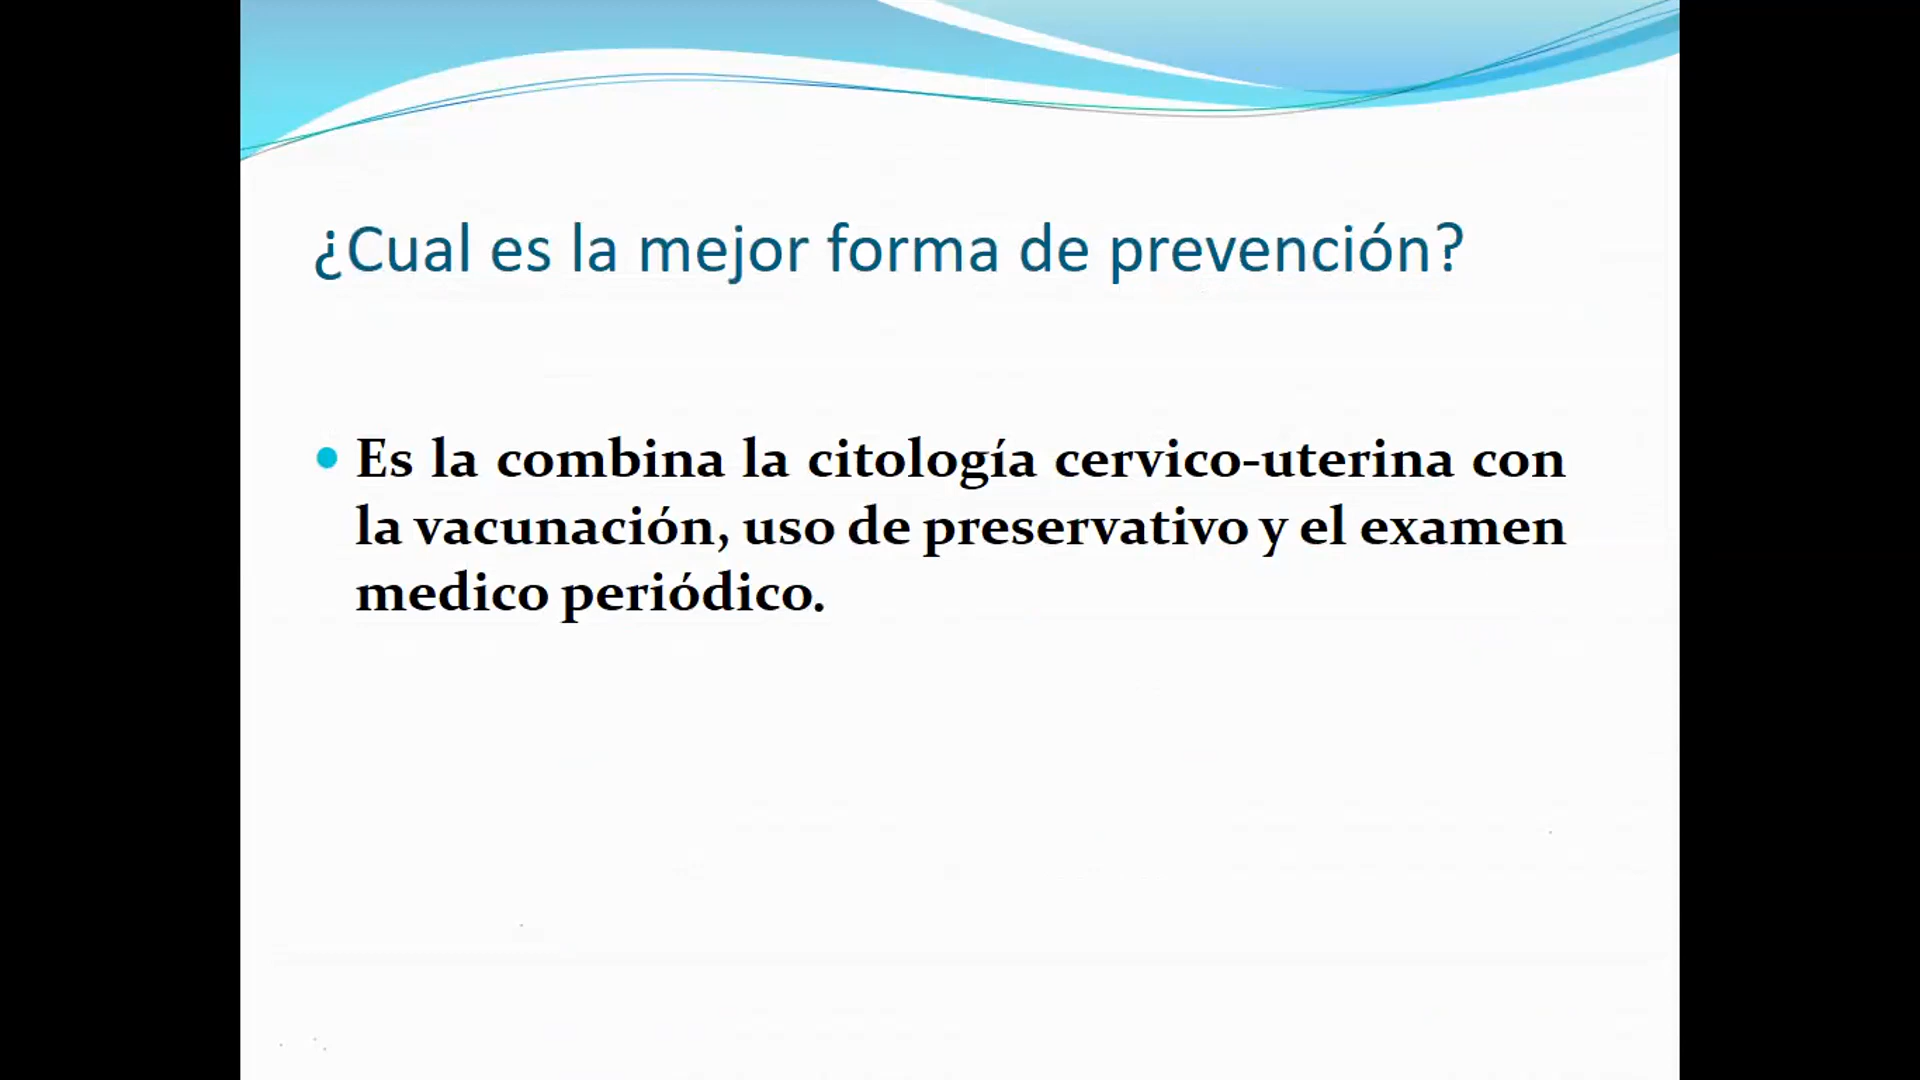 ¿Cual es la mejor forma de prevención?
• Es la combina la citología cervico-uterina con
la vacunación, uso de preservativo y el examen
medico periódico.